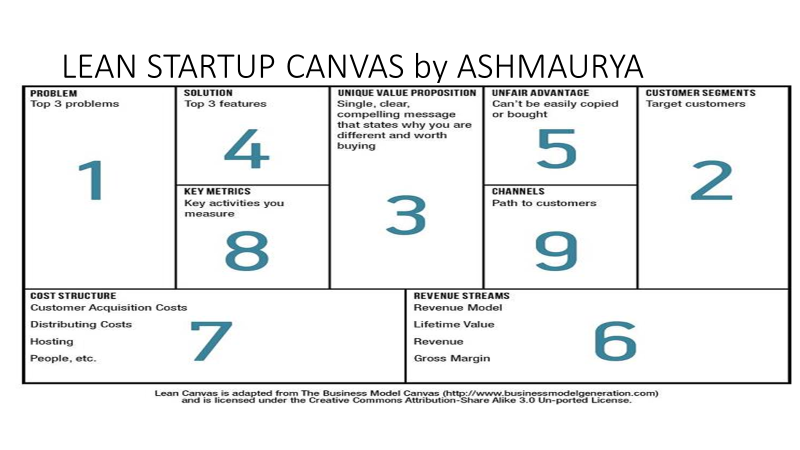 LEAN STARTUP CANVAS by ASHMAURYA
PROBLEM
Top 3 problems
1
SOLUTION
Top 3 features
4
KEY METRICS
Key activities you
measure
8
UNIQUE VALUE PROPOSITION
Single, clear,
compelling message
that states why you are
different and worth
buying
3
UNFAIR ADVANTAGE
Can't be easily copied
or bought
5
CHANNELS
Path to customers
9
CUSTOMER SEGMENTS
Target customers
2
COST STRUCTURE
Customer Acquisition Costs
Distributing Costs
Hosting
People, etc.
7
REVENUE STREAMS
Revenue Model
Lifetime Value
Revenue
Gross Margin
6
Lean Canvas is adapted from The Business Model Canvas (http://www.businessmodelgeneration.com)
and is licensed under the Creative Commons Attribution-Share Alike 3.0 Un-ported License.